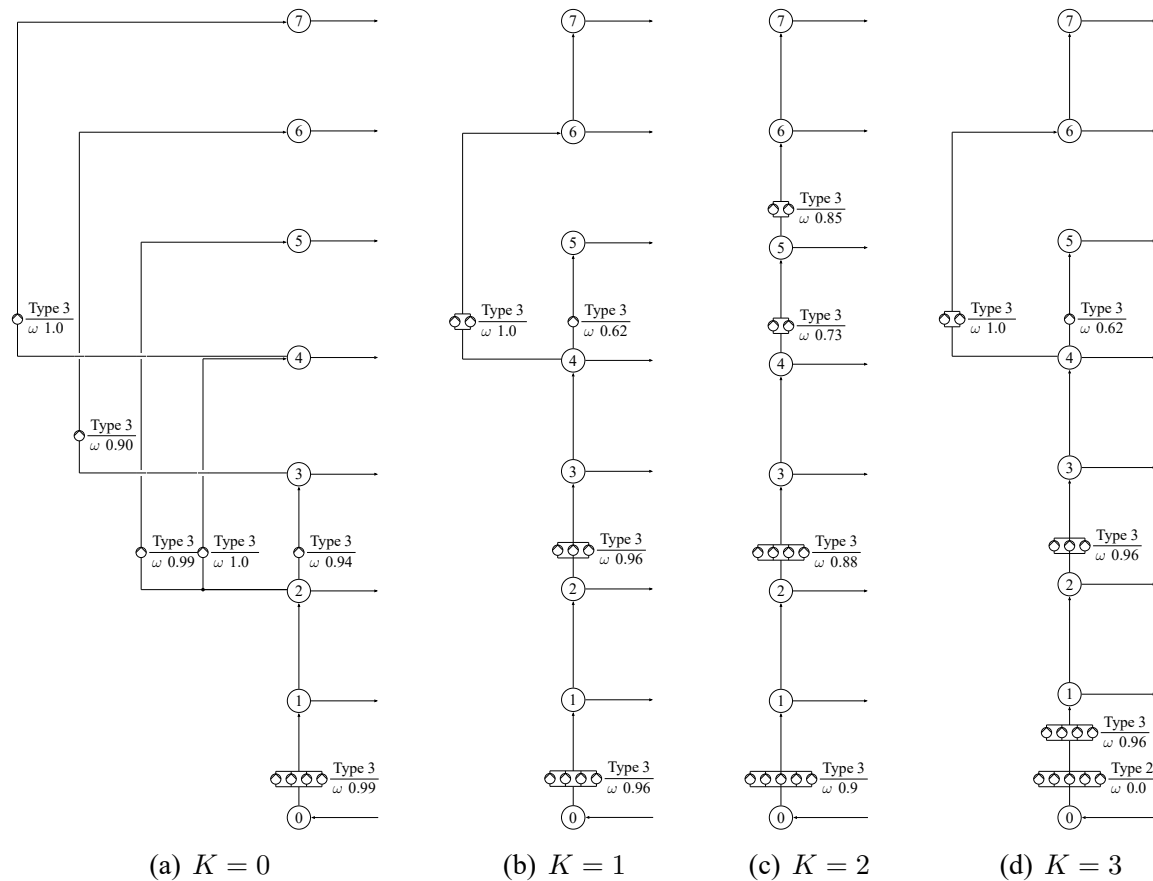 7
7
7
7
6
6
6
6
Type 3
ω 0.85
5
5
5
5
Type 3
ω 1.0
Type 3
ω 1.0
Type 3
ω 0.62
Type 3
ω 0.73
Type 3
ω 1.0
Type 3
ω 0.62
4
4
4
4
Type 3
ω 0.90
3
3
3
3
Type 3
ω 0.99
Type 3
ω 1.0
Type 3
ω 0.94
Type 3
ω 0.96
Type 3
ω 0.88
Type 3
ω 0.96
2
2
2
2
1
1
1
1
Type 3
ω 0.96
Type 3
ω 0.99
Type 3
ω 0.96
Type 3
ω 0.9
Type 2
ω 0.0
0
0
0
0
(a) K = 0
(b) K = 1
(c) K = 2
(d) K = 3